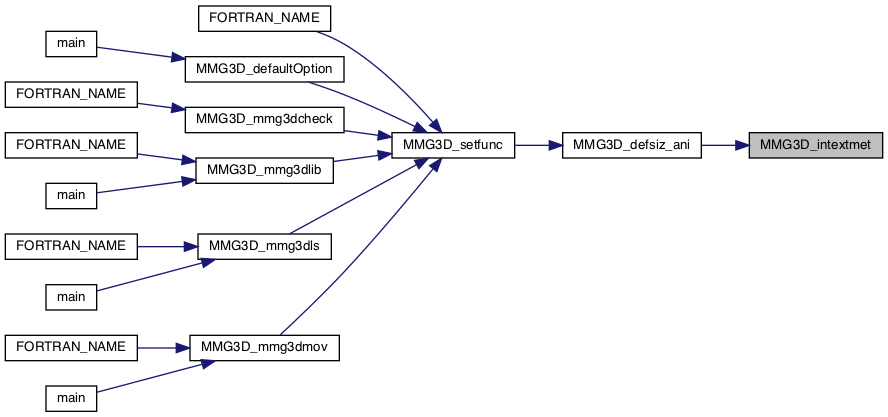 FORTRAN_NAME
main
MMG3D_defaultOption
FORTRAN_NAME
MMG3D_mmg3dcheck
FORTRAN_NAME
MMG3D_setfunc
MMG3D_defsiz_ani
MMG3D_intextmet
MMG3D_mmg3dlib
main
FORTRAN_NAME
MMG3D_mmg3dls
main
FORTRAN_NAME
MMG3D_mmg3dmov
main